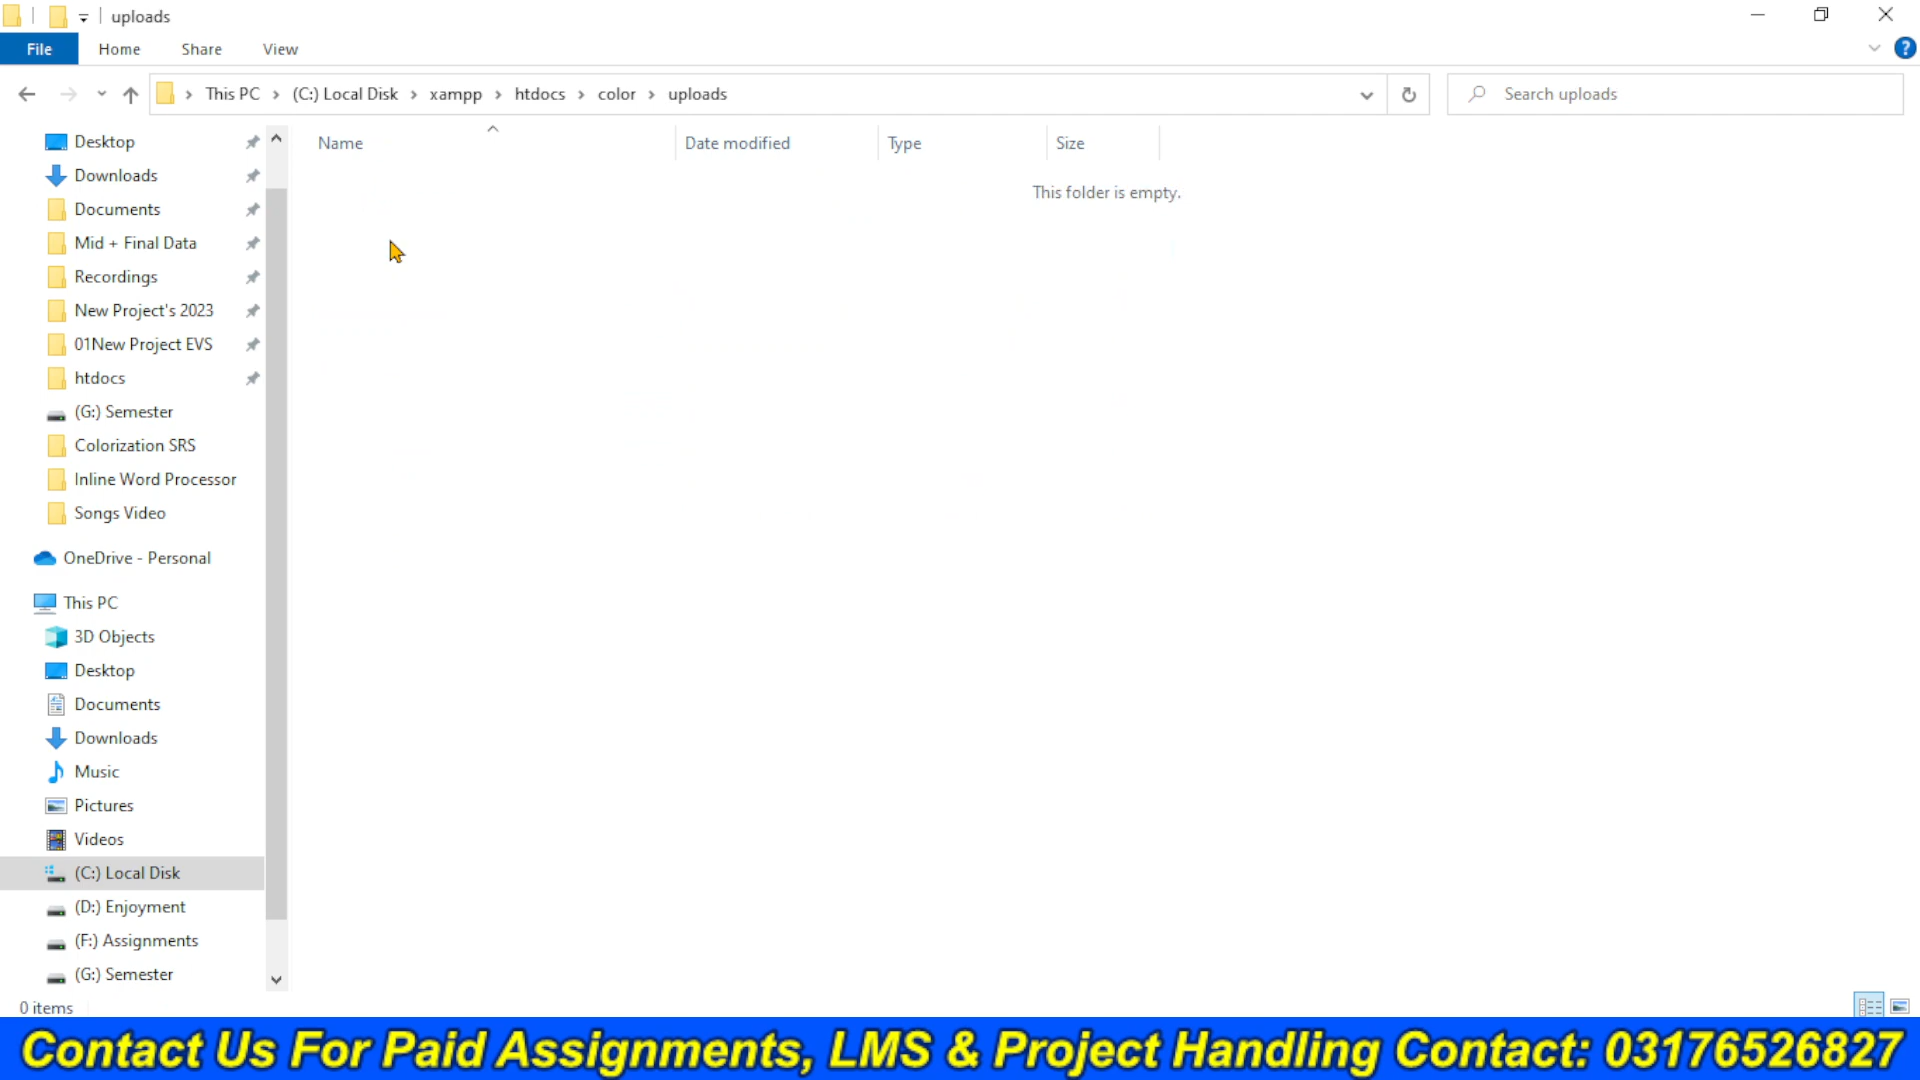 uploads
File Home Share View
This PC (C:) Local Disk xampp htdocs color uploads
Search uploads
Name Date modified Type Size
This folder is empty.
Desktop
Downloads
Documents
Mid + Final Data
Recordings
New Project's 2023
01New Project EVS
htdocs
(G:) Semester
Colorization SRS
Inline Word Processor
Songs Video
OneDrive - Personal
This PC
3D Objects
Desktop
Documents
Downloads
Music
Pictures
Videos
(C:) Local Disk
(D:) Enjoyment
(F:) Assignments
(G:) Semester
0 items
Contact Us For Paid Assignments, LMS & Project Handling Contact: 03176526827